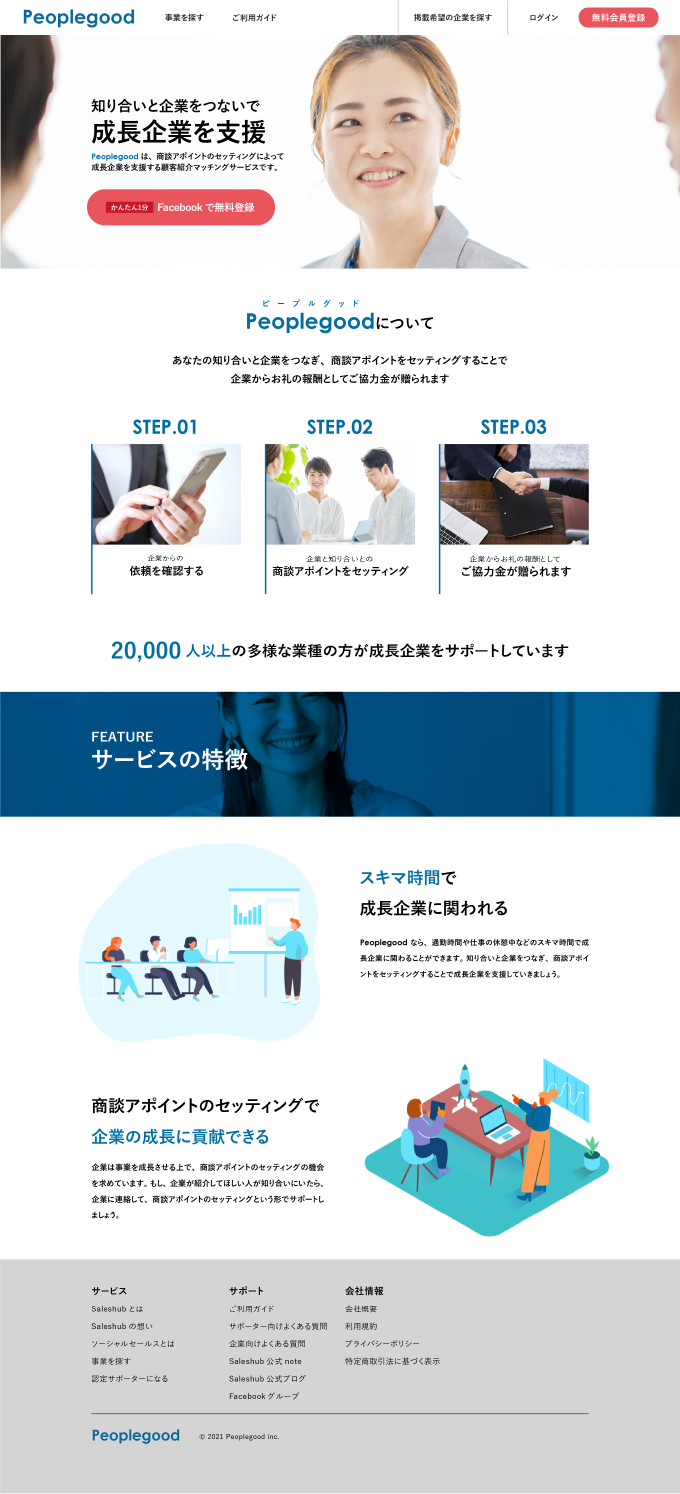 Peoplegood
事業を探す
ご利用ガイド
掲載希望の企業を探す
ログイン
無料会員登録
知り合いと企業をつないで
成長企業を支援
Peoplegood は、商談アポイントのセッティングによって
成長企業を支援する顧客紹介マッチングサービスです。
かんたん1分 Facebook で無料登録
ピープルグッド
Peoplegoodについて
あなたの知り合いと企業をつなぎ、商談アポイントをセッティングすることで
企業からお礼の報酬としてご協力金が贈られます
STEP.01
企業からの
依頼を確認する
STEP.02
企業と知り合いとの
商談アポイントをセッティング
STEP.03
企業からお礼の報酬として
ご協力金が贈られます
20,000 人以上の多様な業種の方が成長企業をサポートしています
FEATURE
サービスの特徴
スキマ時間で
成長企業に関われる
Peoplegood なら、通勤時間や仕事の休憩中などのスキマ時間で成
長企業に関わることができます。知り合いと企業をつなぎ、商談アポイ
ントをセッティングすることで成長企業を支援していきましょう。
商談アポイントのセッティングで
企業の成長に貢献できる
企業は事業を成長させる上で、商談アポイントのセッティングの機会
を求めています。もし、企業が紹介してほしい人が知り合いにいたら、
企業に連絡して、商談アポイントのセッティングという形でサポートし
ましょう。
サービス
Saleshub とは
Saleshub の想い
ソーシャルセールスとは
事業を探す
認定サポーターになる
サポート
ご利用ガイド
サポーター向けよくある質問
企業向けよくある質問
Saleshub 公式 note
Saleshub 公式ブログ
Facebook グループ
会社情報
会社概要
利用規約
プライバシーポリシー
特定商取引法に基づく表示
Peoplegood
© 2021 Peoplegood inc.